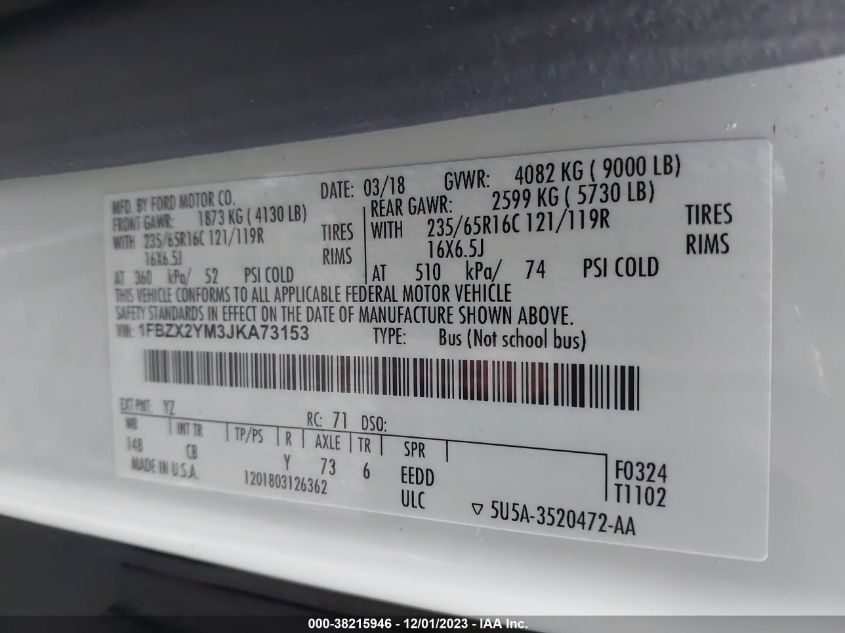 MFD. BY FORD MOTOR CO.
DATE: 03/18 GVWR: 4082 KG ( 9000 LB)
FRONT GAWR: 1873 KG ( 4130 LB)
REAR GAWR: 2599 KG ( 5730 LB)
WITH 235/65R16C 121/119R TIRES
WITH 235/65R16C 121/119R TIRES
16X6.5J RIMS
16X6.5J RIMS
AT 360 kPa/ 52 PSI COLD
AT 510 kPa/ 74 PSI COLD
THIS VEHICLE CONFORMS TO ALL APPLICABLE FEDERAL MOTOR VEHICLE
SAFETY STANDARDS IN EFFECT ON THE DATE OF MANUFACTURE SHOWN ABOVE.
VIN: 1FBZX2YM3JKA73153 TYPE: Bus (Not school bus)
EXT PNT: YZ RC: 71 DSO:
WB INT TR TP/PS R AXLE TR SPR
148 CB Y 73 6 EEDD F0324
MADE IN U.S.A. 1201803126362 ULC T1102
▽ 5U5A-3520472-AA
000-38215946 - 12/01/2023 - IAA Inc.